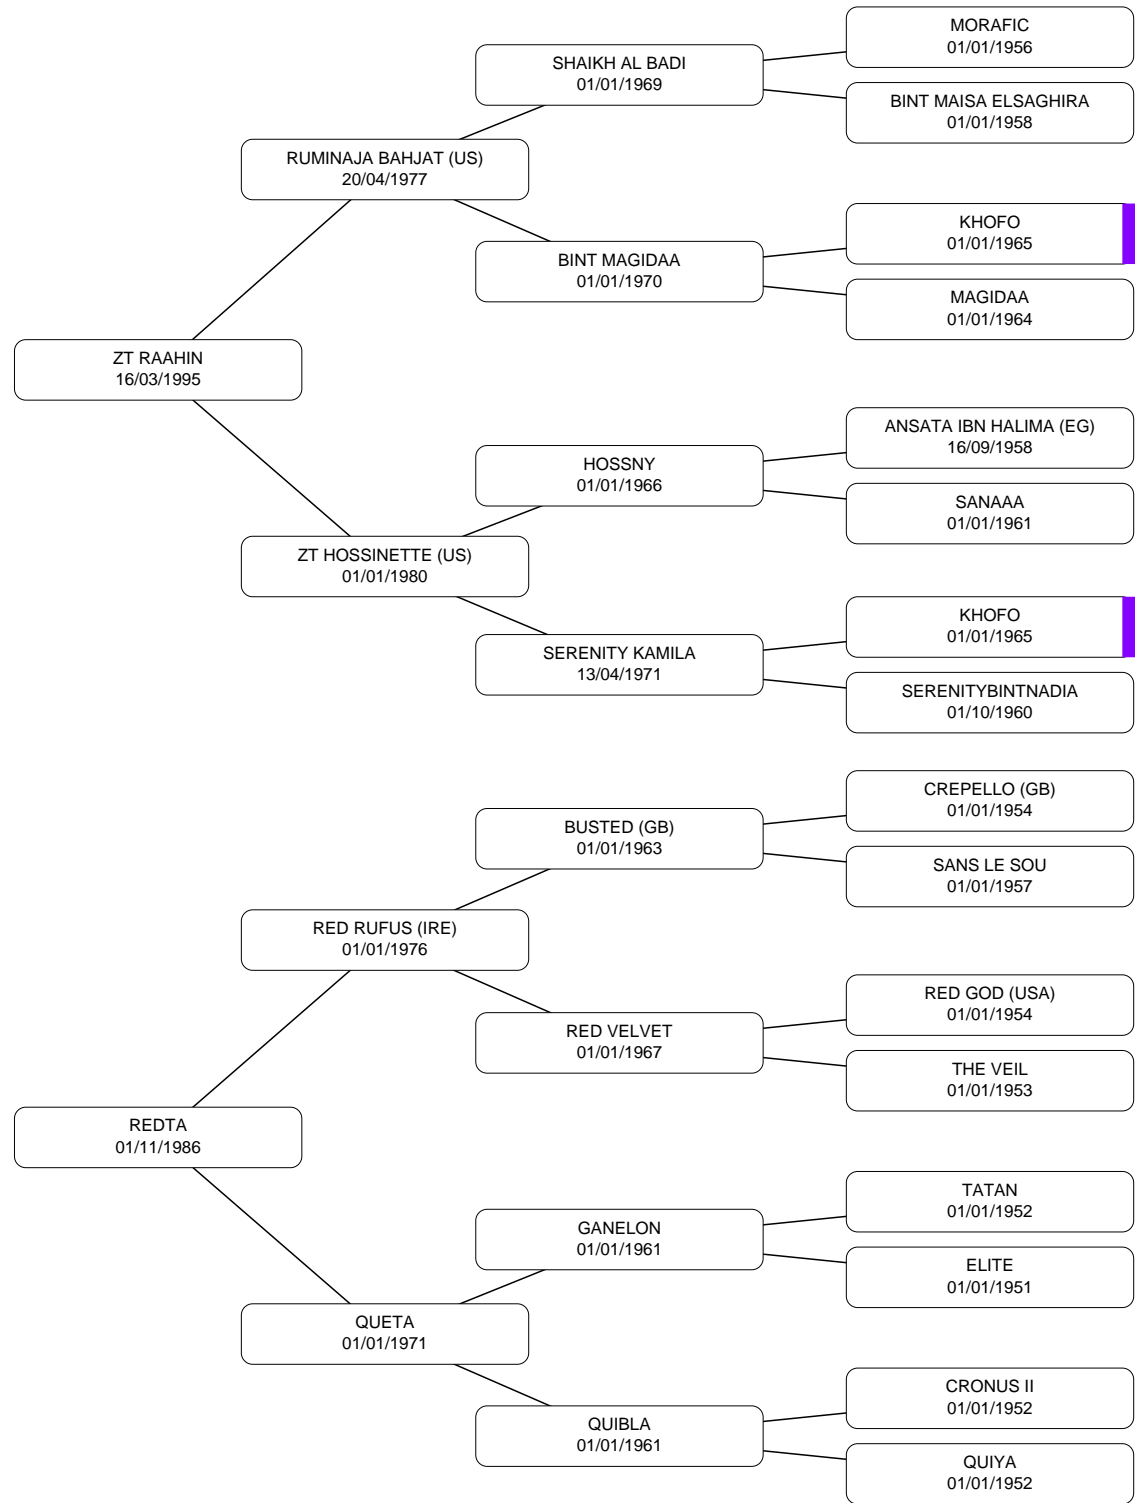 MORAFIC
01/01/1956
SHAIKH AL BADI
01/01/1969
BINT MAISA ELSAGHIRA
01/01/1958
RUMINAJA BAHJAT (US)
20/04/1977
KHOFO
01/01/1965
BINT MAGIDAA
01/01/1970
MAGIDAA
01/01/1964
ZT RAAHIN
16/03/1995
ANSATA IBN HALIMA (EG)
16/09/1958
HOSSNY
01/01/1966
SANAAA
01/01/1961
ZT HOSSINETTE (US)
01/01/1980
KHOFO
01/01/1965
SERENITY KAMILA
13/04/1971
SERENITYBINTNADIA
01/10/1960
CREPELLO (GB)
01/01/1954
BUSTED (GB)
01/01/1963
SANS LE SOU
01/01/1957
RED RUFUS (IRE)
01/01/1976
RED GOD (USA)
01/01/1954
RED VELVET
01/01/1967
THE VEIL
01/01/1953
REDTA
01/11/1986
TATAN
01/01/1952
GANELON
01/01/1961
ELITE
01/01/1951
QUETA
01/01/1971
CRONUS II
01/01/1952
QUIBLA
01/01/1961
QUIYA
01/01/1952